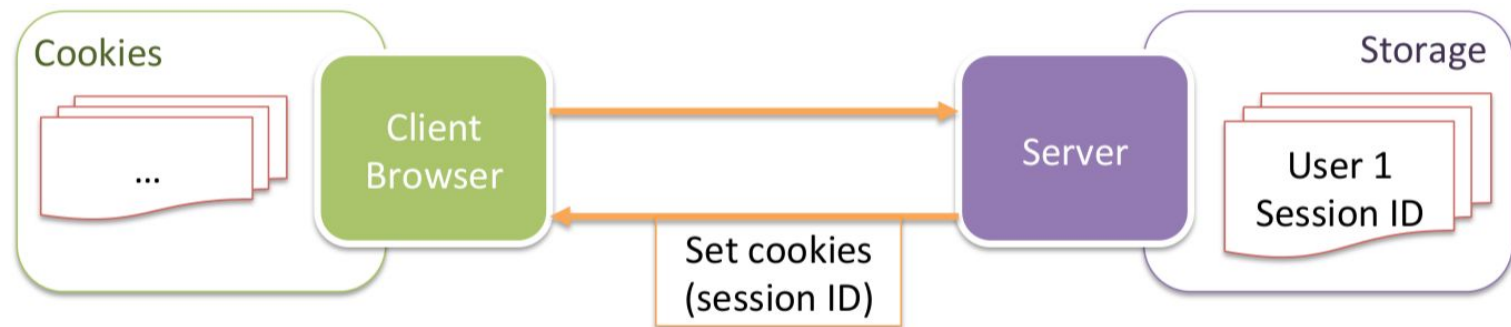 Cookies
...
Client
Browser
Set cookies
(session ID)
Server
Storage
User 1
Session ID